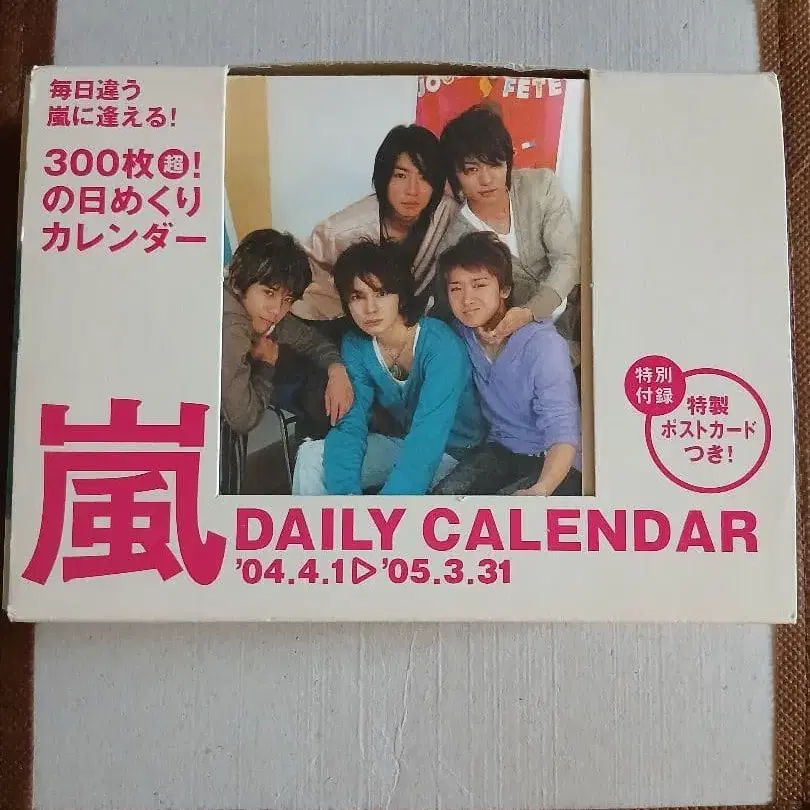 毎日違う
嵐に逢える!
300枚超!
の日めくり
カレンダー
FETE
特別
付録
特製
ポストカード
つき!
嵐
DAILY CALENDAR
'04.4.1▷'05.3.31